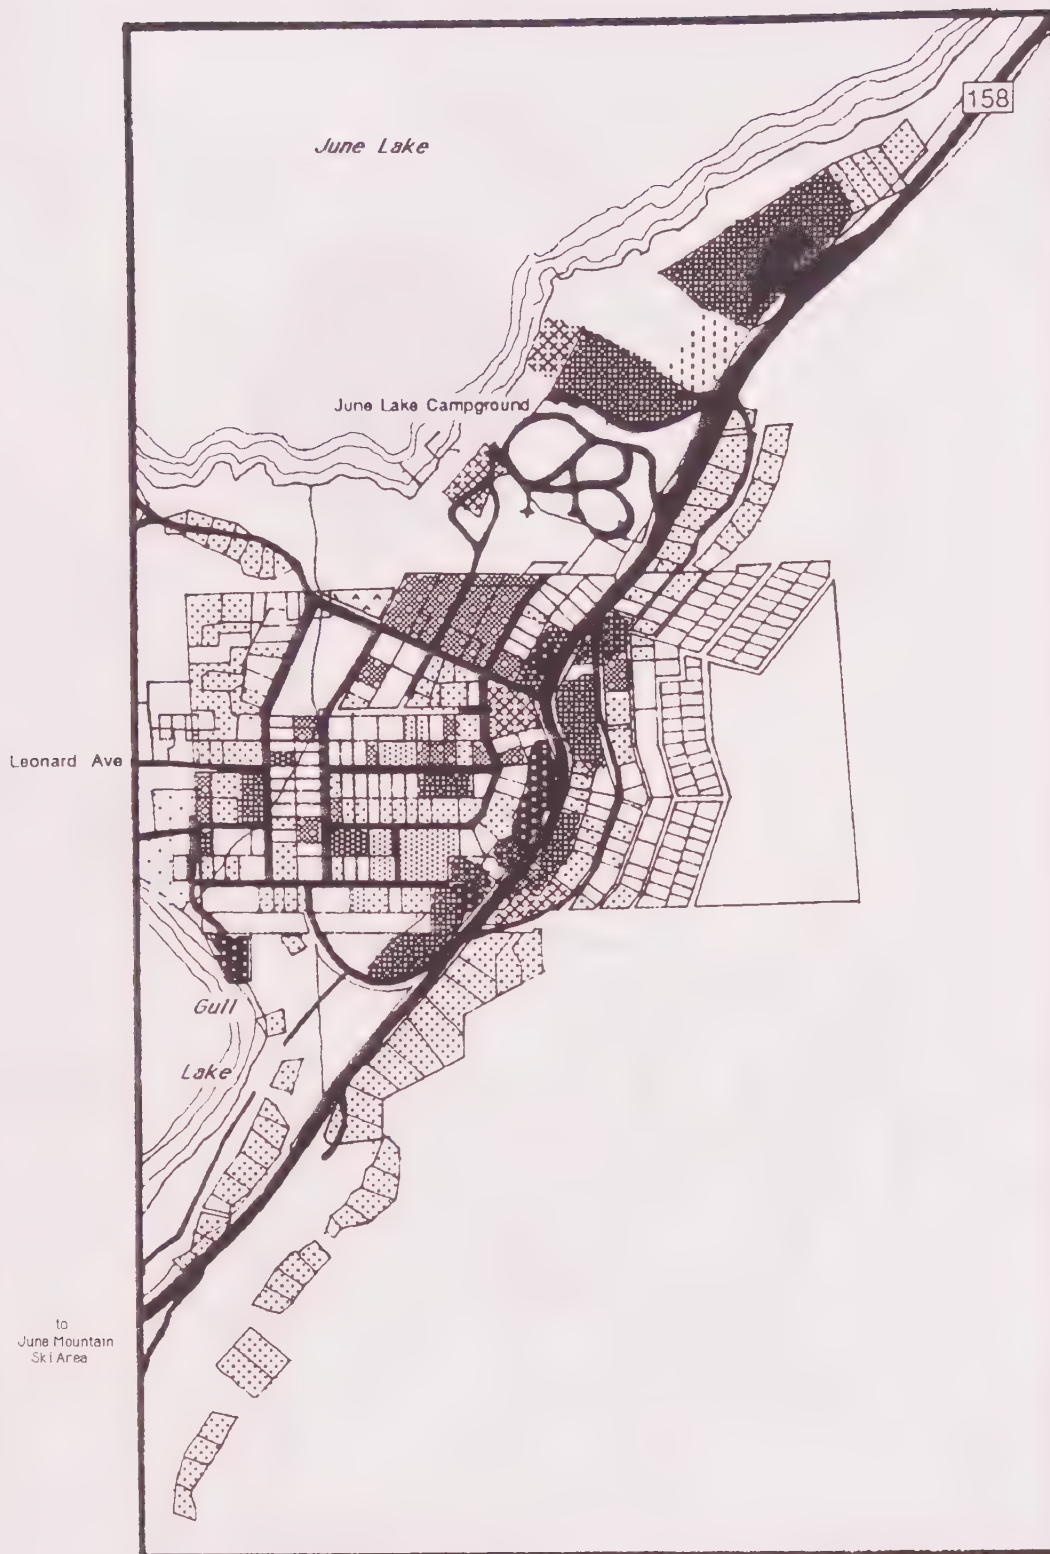 158
June Lake
June Lake Campground
Leonard Ave
Gull
Lake
to
June Mountain
Ski Area